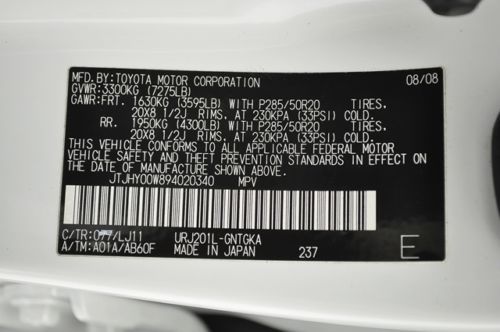 MFD.BY: TOYOTA MOTOR CORPORATION 08/08
GVWR: 3300KG (7275LB)
GAWR: FRT. 1630KG (3595LB) WITH P285/50R20 TIRES.
20X8 1/2J RIMS. AT 230KPA (33PSI) COLD.
RR. 1950KG (4300LB) WITH P285/50R20 TIRES.
20X8 1/2J RIMS. AT 230KPA (33PSI) COLD.
THIS VEHICLE CONFORMS TO ALL APPLICABLE FEDERAL MOTOR
VEHICLE SAFETY AND THEFT PREVENTION STANDARDS IN EFFECT ON
THE DATE OF MANUFACTURE SHOWN ABOVE.
JTJHY00W894020340 MPV
C/TR: 077/LJ11 URJ201L-GNTGKA
A/TM: A01A/AB60F MADE IN JAPAN 237 E